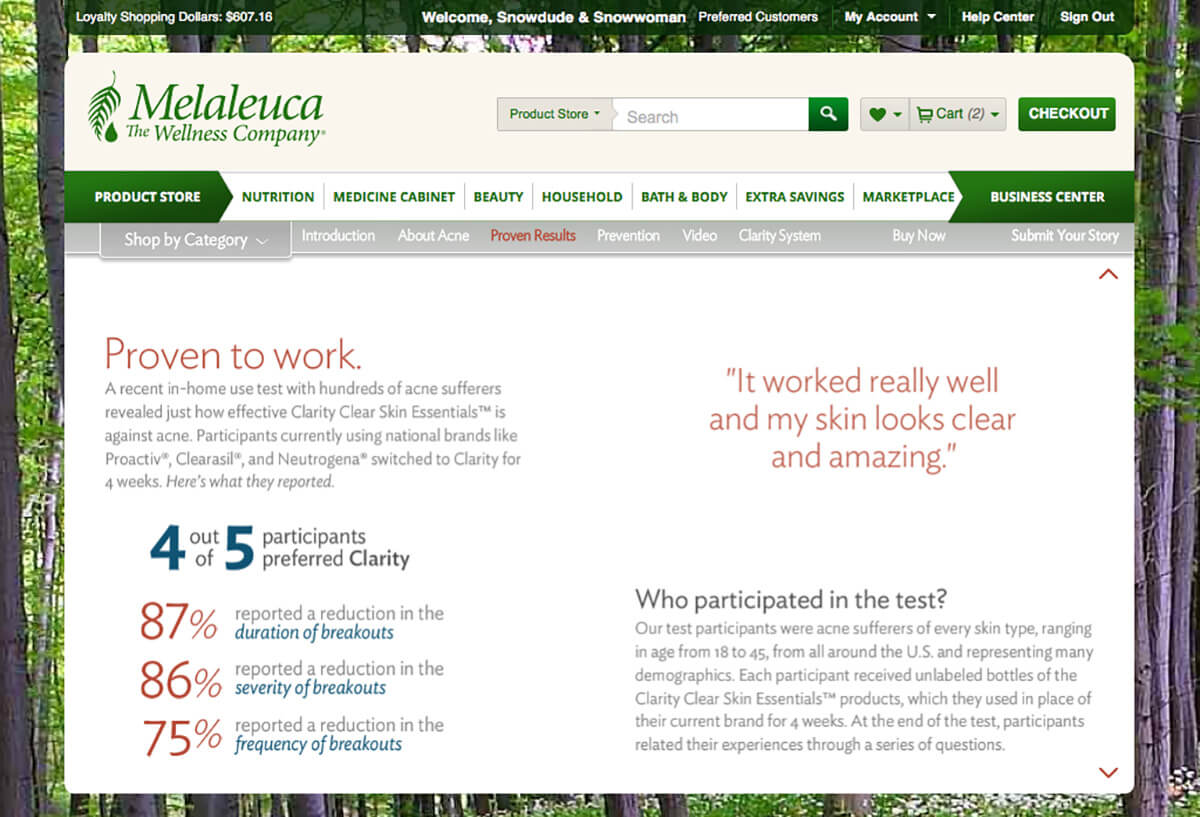 Loyalty Shopping Dollars: $607.16
Welcome, Snowdude & Snowwoman Preferred Customers
My Account
Help Center
Sign Out
Melaleuca
The Wellness Company®
Product Store
Search
Cart (2)
CHECKOUT
PRODUCT STORE
NUTRITION
MEDICINE CABINET
BEAUTY
HOUSEHOLD
BATH & BODY
EXTRA SAVINGS
MARKETPLACE
BUSINESS CENTER
Shop by Category
Introduction
About Acne
Proven Results
Prevention
Video
Clarity System
Buy Now
Submit Your Story
Proven to work.
A recent in-home use test with hundreds of acne sufferers
revealed just how effective Clarity Clear Skin Essentials™ is
against acne. Participants currently using national brands like
Proactiv®, Clearasil®, and Neutrogena® switched to Clarity for
4 weeks. Here's what they reported.
4 out of 5 participants
preferred Clarity
87% reported a reduction in the
duration of breakouts
86% reported a reduction in the
severity of breakouts
75% reported a reduction in the
frequency of breakouts
"It worked really well
and my skin looks clear
and amazing."
Who participated in the test?
Our test participants were acne sufferers of every skin type, ranging
in age from 18 to 45, from all around the U.S. and representing many
demographics. Each participant received unlabeled bottles of the
Clarity Clear Skin Essentials™ products, which they used in place of
their current brand for 4 weeks. At the end of the test, participants
related their experiences through a series of questions.